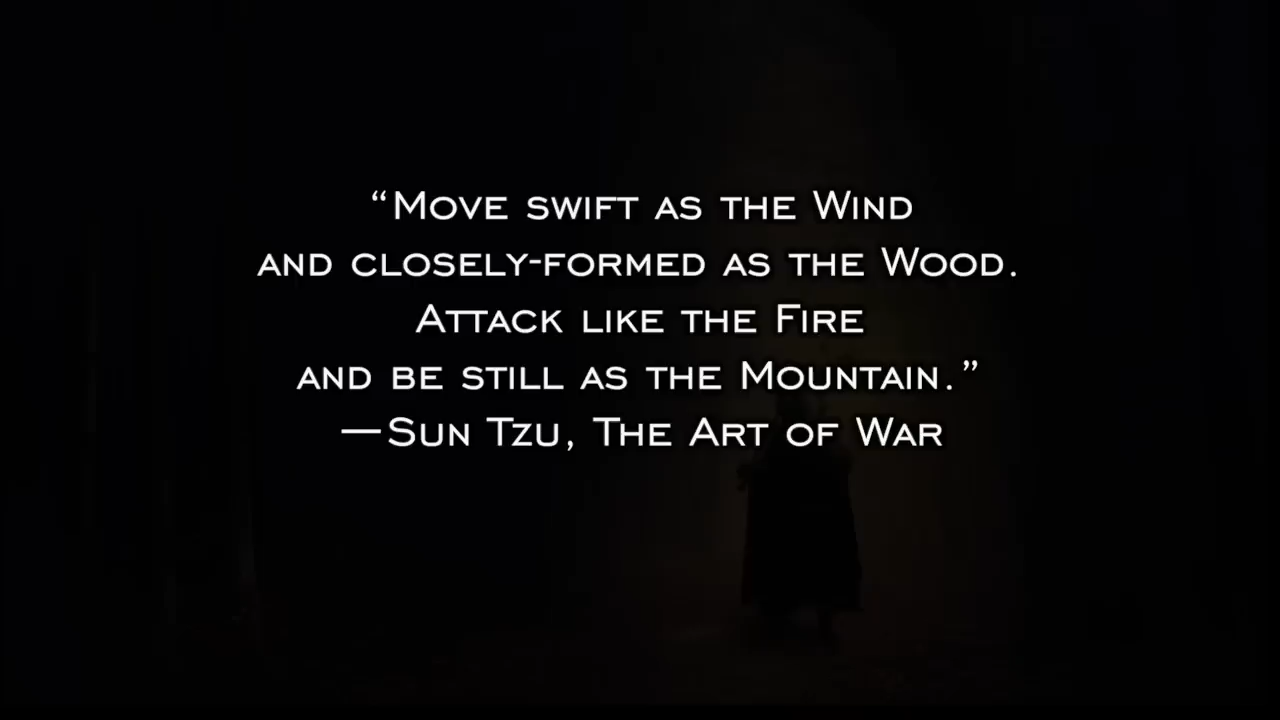 “Move swift as the Wind
and closely-formed as the Wood.
Attack like the Fire
and be still as the Mountain.”
—Sun Tzu, The Art of War